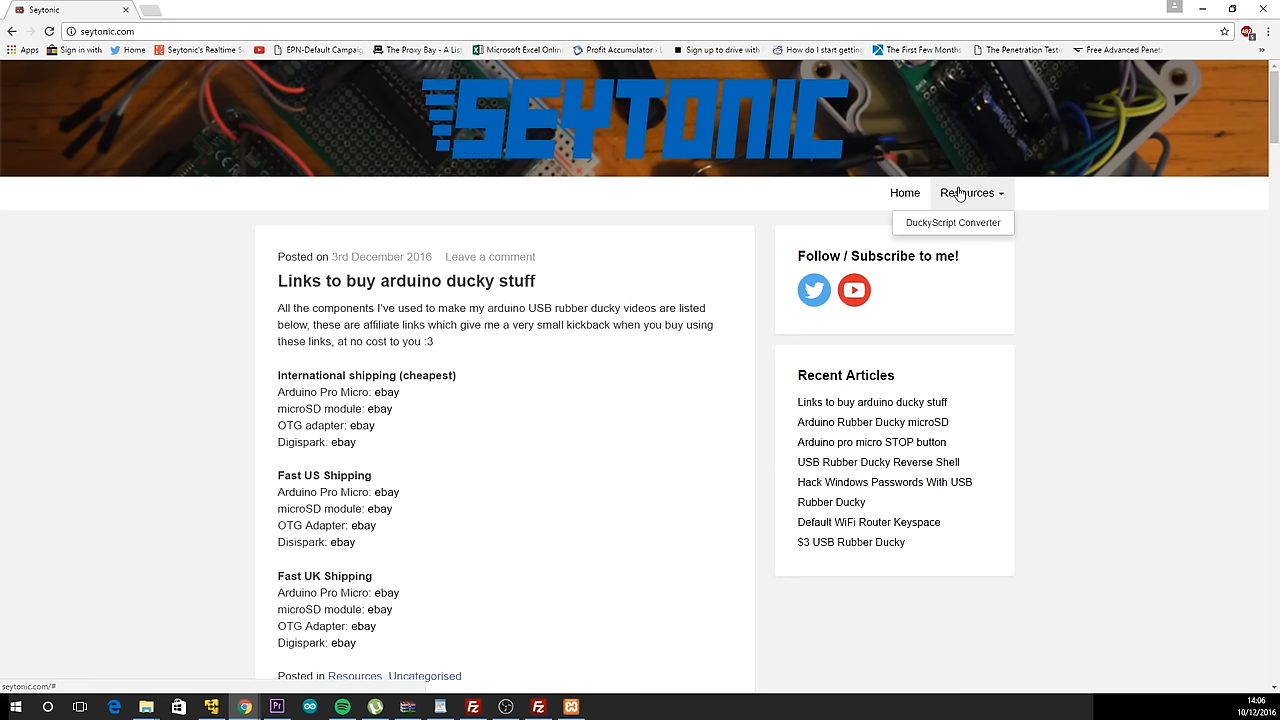 Seytonic
seytonic.com
Apps
Sign in with
Home
Seytonic's Realtime S
EPN-Default Campaig
The Proxy Bay - A Lis
Microsoft Excel Onlin
Profit Accumulator
Sign up to drive with
How do I start getting
The First Few Months
The Penetration Teste
Free Advanced Penet
»
SEYTONIC
Home
Resources
DuckyScript Converter
Posted on 3rd December 2016 Leave a comment
Links to buy arduino ducky stuff
All the components I've used to make my arduino USB rubber ducky videos are listed
below, these are affiliate links which give me a very small kickback when you buy using
these links, at no cost to you :3
International shipping (cheapest)
Arduino Pro Micro: ebay
microSD module: ebay
OTG adapter: ebay
Digispark: ebay
Fast US Shipping
Arduino Pro Micro: ebay
microSD module: ebay
OTG Adapter: ebay
Disispark: ebay
Fast UK Shipping
Arduino Pro Micro: ebay
microSD module: ebay
OTG Adapter: ebay
Digispark: ebay
Posted in Resources, Uncategorised
Follow / Subscribe to me!
Recent Articles
Links to buy arduino ducky stuff
Arduino Rubber Ducky microSD
Arduino pro micro STOP button
USB Rubber Ducky Reverse Shell
Hack Windows Passwords With USB
Rubber Ducky
Default WiFi Router Keyspace
$3 USB Rubber Ducky
seytonic.com/#
Pr
14:06
10/12/2016